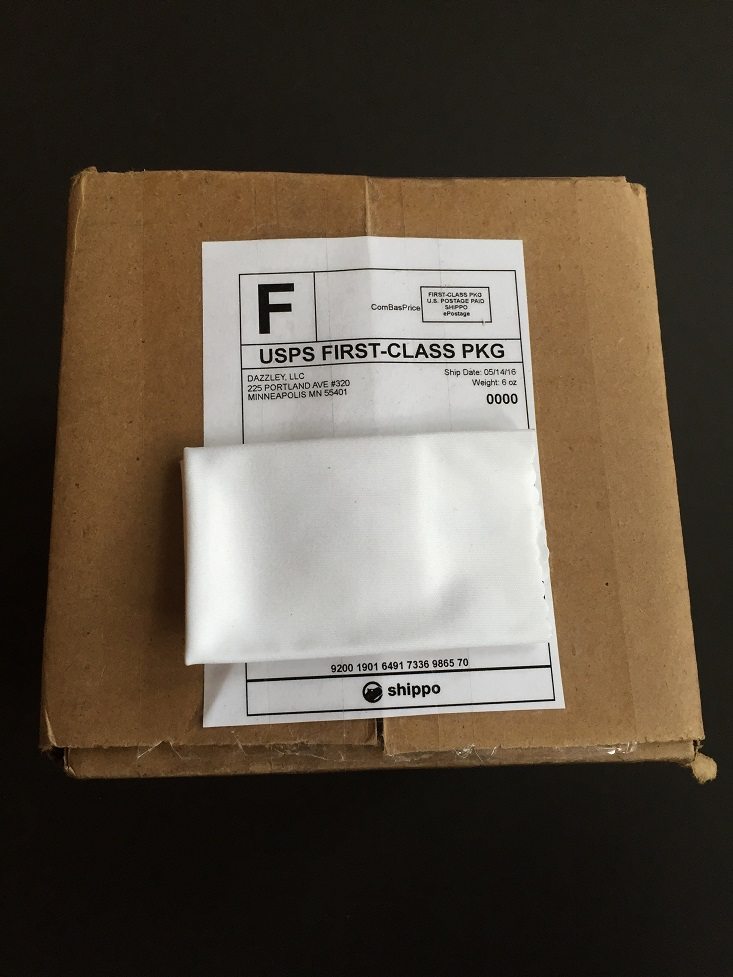 F
ComBasPrice
FIRST-CLASS PKG
U.S. POSTAGE PAID
SHIPPO
ePostage
USPS FIRST-CLASS PKG
DAZZLEY, LLC
225 PORTLAND AVE #320
MINNEAPOLIS MN 55401
Ship Date: 05/14/16
Weight: 6 oz
0000
9200 1901 6491 7336 9865 70
shippo